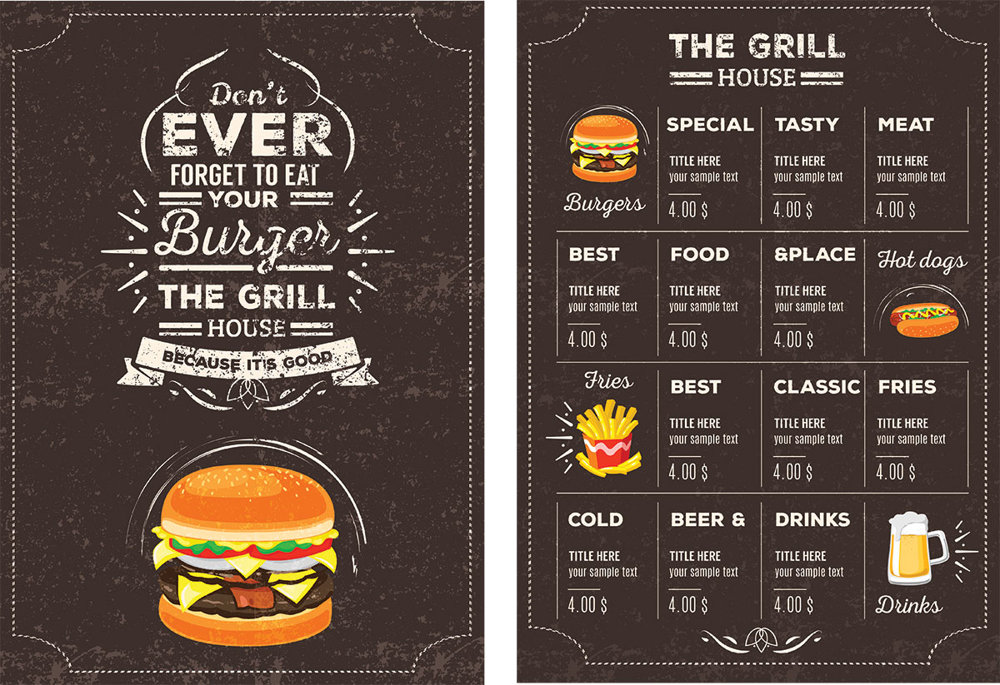 Don't
EVER
FORGET TO EAT
YOUR
Burger
THE GRILL
HOUSE
BECAUSE IT'S GOOD
THE GRILL
HOUSE
Burgers
SPECIAL
TITLE HERE
your sample text
4.00 $
TASTY
TITLE HERE
your sample text
4.00 $
MEAT
TITLE HERE
your sample text
4.00 $
BEST
TITLE HERE
your sample text
4.00 $
FOOD
TITLE HERE
your sample text
4.00 $
&PLACE
TITLE HERE
your sample text
4.00 $
Hot dogs
Fries
BEST
TITLE HERE
your sample text
4.00 $
CLASSIC
TITLE HERE
your sample text
4.00 $
FRIES
TITLE HERE
your sample text
4.00 $
COLD
TITLE HERE
your sample text
4.00 $
BEER &
TITLE HERE
your sample text
4.00 $
DRINKS
TITLE HERE
your sample text
4.00 $
Drinks